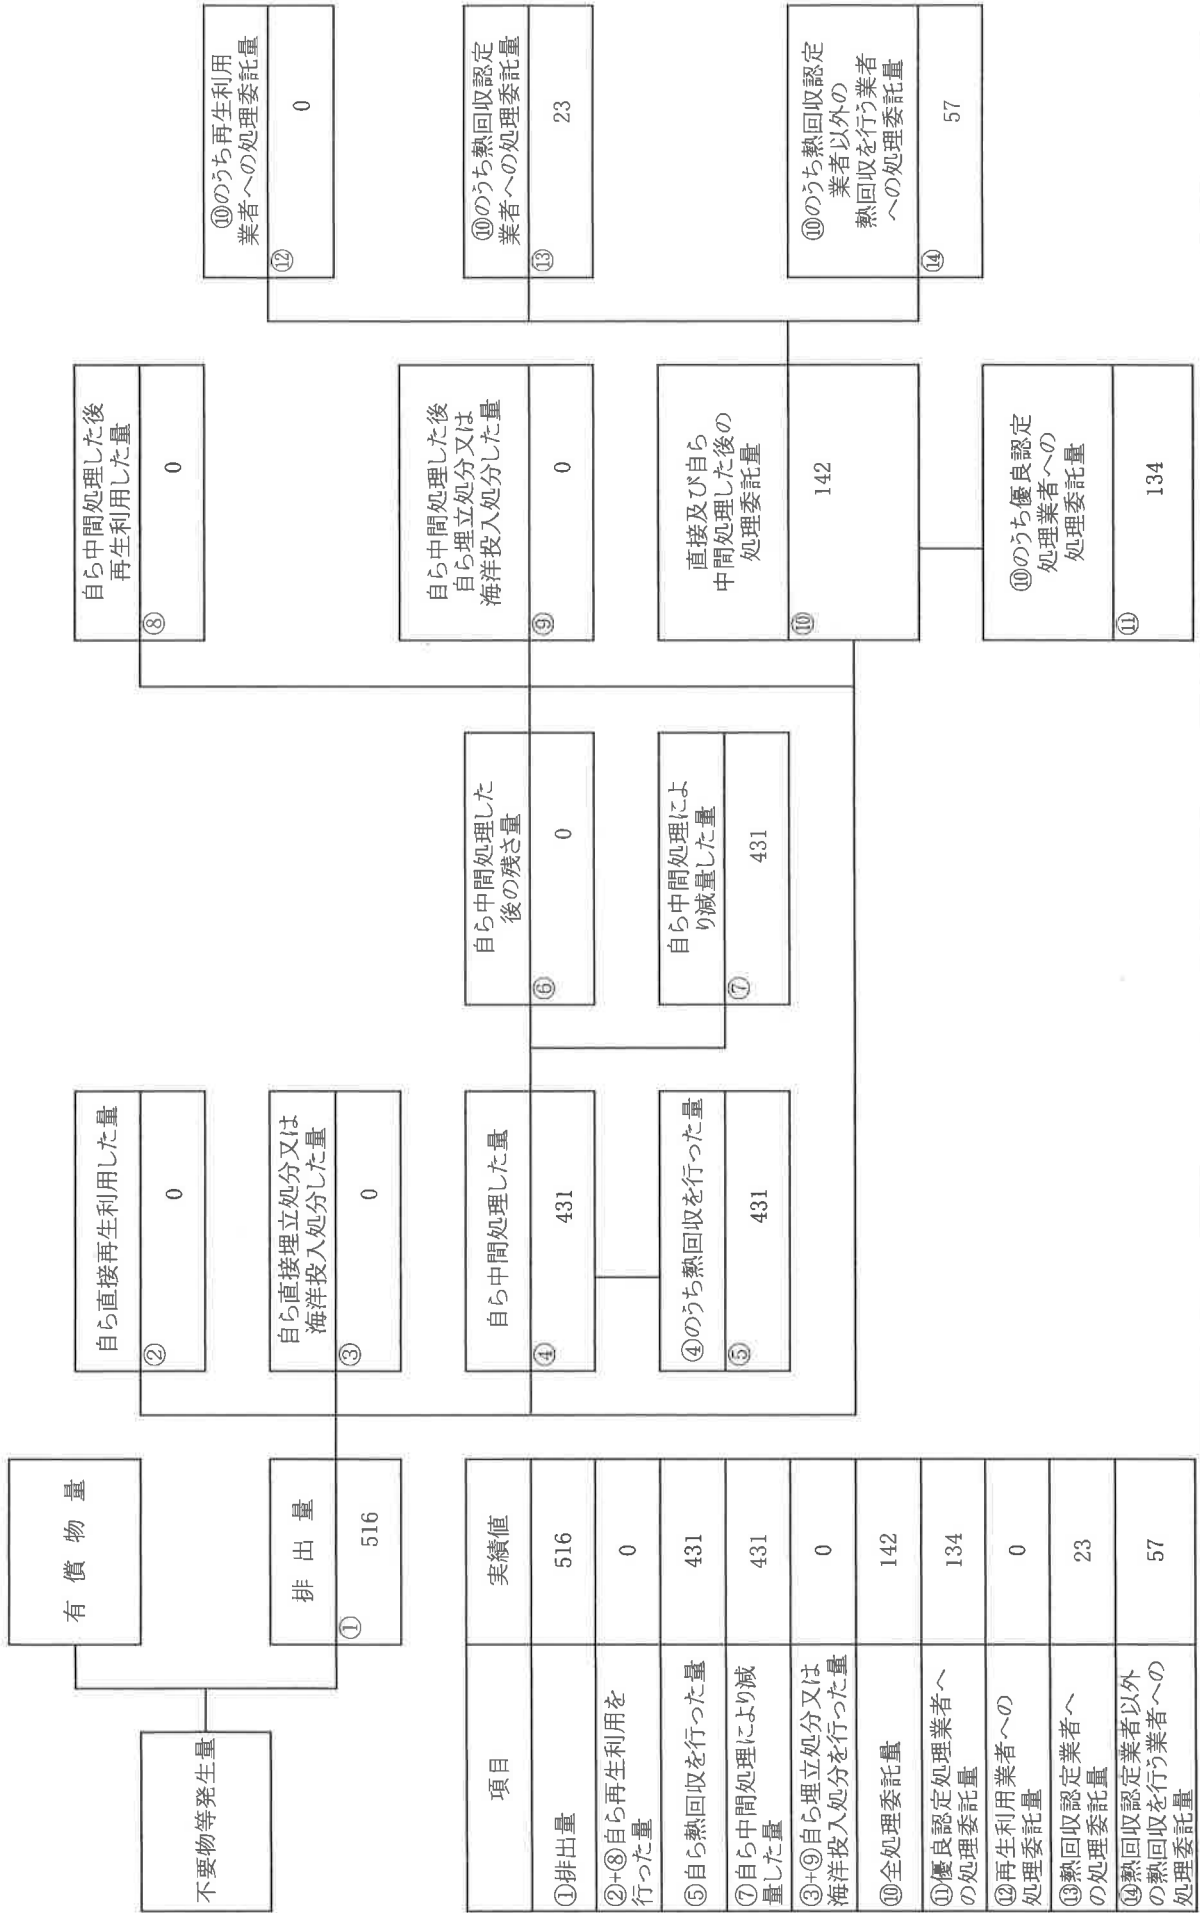 不要物等発生量
有償物量
排出量
①
516
自ら直接再生利用した量
②
0
自ら直接埋立処分又は
海洋投入処分した量
③
0
自ら中間処理した量
④
431
④のうち熱回収を行った量
⑤
431
自ら中間処理した
後の残さ量
⑥
0
自ら中間処理によ
り減量した量
⑦
431
自ら中間処理した後
再生利用した量
⑧
0
自ら中間処理した後
自ら埋立処分又は
海洋投入処分した量
⑨
0
直接及び自ら
中間処理した後の
処理委託量
⑩
142
⑩のうち優良認定
処理業者への
処理委託量
⑪
134
⑩のうち再生利用
業者への処理委託量
⑫
0
⑩のうち熱回収認定
業者への処理委託量
⑬
23
⑩のうち熱回収認定
業者以外の
熱回収を行う業者
への処理委託量
⑭
57
項目
実績値
①排出量
516
②+⑧自ら再生利用を
行った量
0
⑤自ら熱回収を行った量
431
⑦自ら中間処理により減
量した量
431
③+⑨自ら埋立処分又は
海洋投入処分を行った量
0
⑩全処理委託量
142
⑪優良認定処理業者へ
の処理委託量
134
⑫再生利用業者への
処理委託量
0
⑬熱回収認定業者へ
の処理委託量
23
⑭熱回収認定業者以外
の熱回収を行う業者への
処理委託量
57